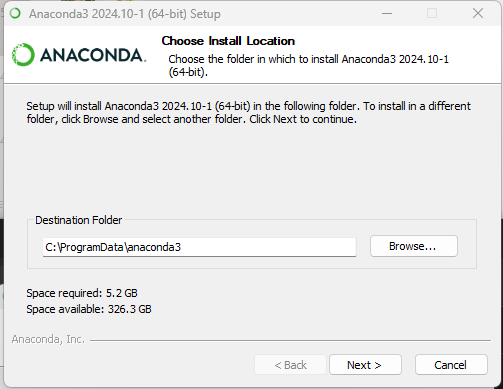 Anaconda3 2024.10-1 (64-bit) Setup
ANACONDA.
Choose Install Location
Choose the folder in which to install Anaconda3 2024.10-1
(64-bit).
Setup will install Anaconda3 2024.10-1 (64-bit) in the following folder. To install in a different
folder, click Browse and select another folder. Click Next to continue.
Destination Folder
C:\ProgramData\anaconda3
Browse...
Space required: 5.2 GB
Space available: 326.3 GB
Anaconda, Inc.
< Back
Next >
Cancel